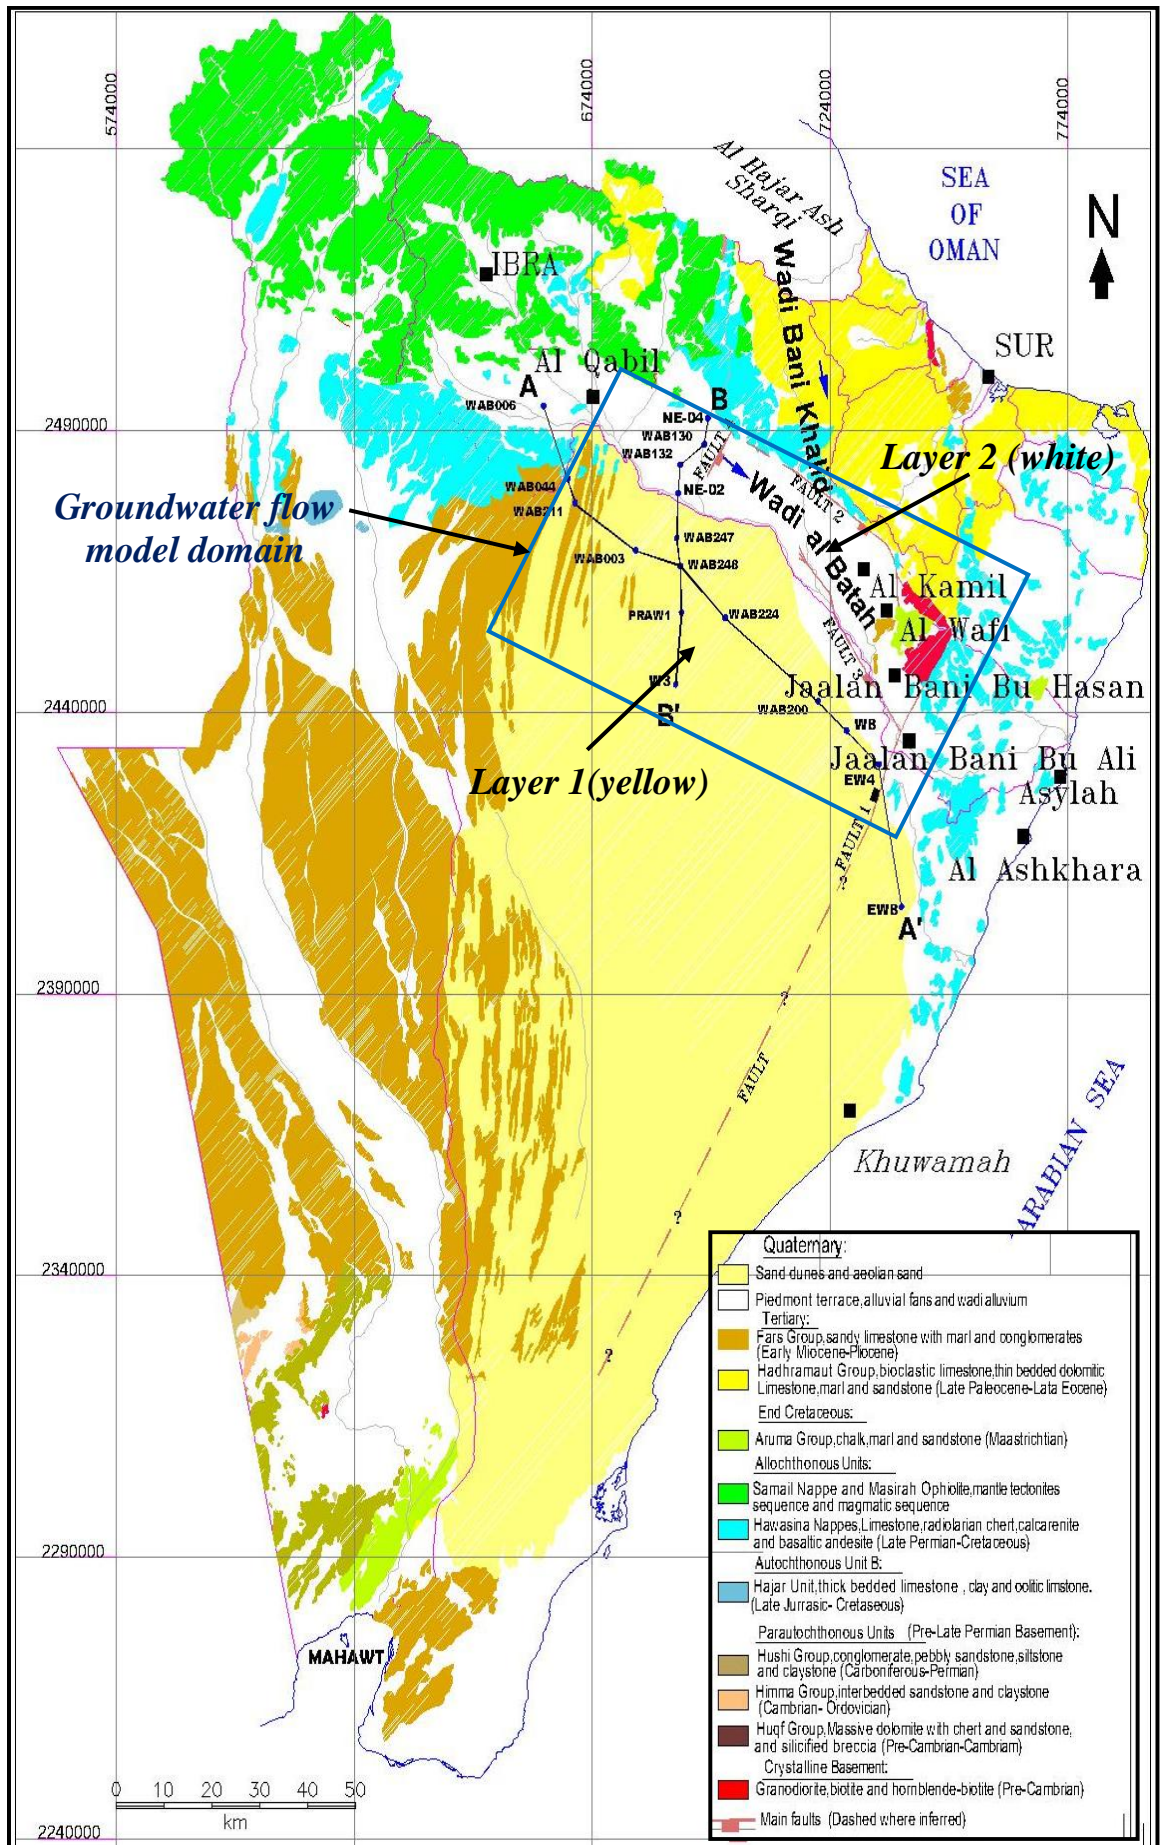 574000
674000
724000
774000
Al Hajar Ash
Sharqi
SEA
OF
OMAN
N
Wadi Bani Khalid
IBRA
SUR
Al Qabil
A
B
WAB006
NE-04
2490000
WAB130
WAB132
FAULT
Layer 2 (white)
WAB044
NE-02
FAULT 2
Groundwater flow
model domain
WAB211
Wadi al Batah
WAB247
WAB003
WAB248
Al Kamil
PRAW1
WAB224
Al Wafi
FAULT 3
W3
Jaalan Bani Bu Hasan
2440000
B'
WAB200
W8
Jaalan Bani Bu Ali
Layer 1(yellow)
EW4
Asylah
FAULT 1
Al Ashkhara
?
EW8
A'
2390000
?
FAULT
ARABIAN SEA
Khuwamah
?
2340000
?
2290000
MAHAWT
0 10 20 30 40 50
km
2240000
Quaternary:
Sand dunes and aeolian sand
Piedmont terrace,alluvial fans and wadi alluvium
Tertiary:
Fars Group,sandy limestone with marl and conglomerates
(Early Miocene-Pliocene)
Hadhramaut Group,bioclastic limestone,thin bedded dolomitic
Limestone,marl and sandstone (Late Paleocene-Lata Eocene)
End Cretaceous:
Aruma Group,chalk,marl and sandstone (Maastrichtian)
Allochthonous Units:
Samail Nappe and Masirah Ophiolite,mantle tectonites
sequence and magmatic sequence
Hawasina Nappes,Limestone,radiolarian chert,calcarenite
and basaltic andesite (Late Permian-Cretaceous)
Autochthonous Unit B:
Hajar Unit,thick bedded limestone , clay and oolitic limstone.
(Late Jurrasic- Cretaseous)
Parautochthonous Units (Pre-Late Permian Basement):
Hushi Group,conglomerate,pebbly sandstone,siltstone
and claystone (Carboniferous-Permian)
Himma Group,interbedded sandstone and claystone
(Cambrian- Ordovician)
Huqf Group,Massive dolomite with chert and sandstone,
and silicified breccia (Pre-Cambrian-Cambriam)
Crystalline Basement:
Granodiorite,biotite and hornblende-biotite (Pre-Cambrian)
Main faults (Dashed where inferred)